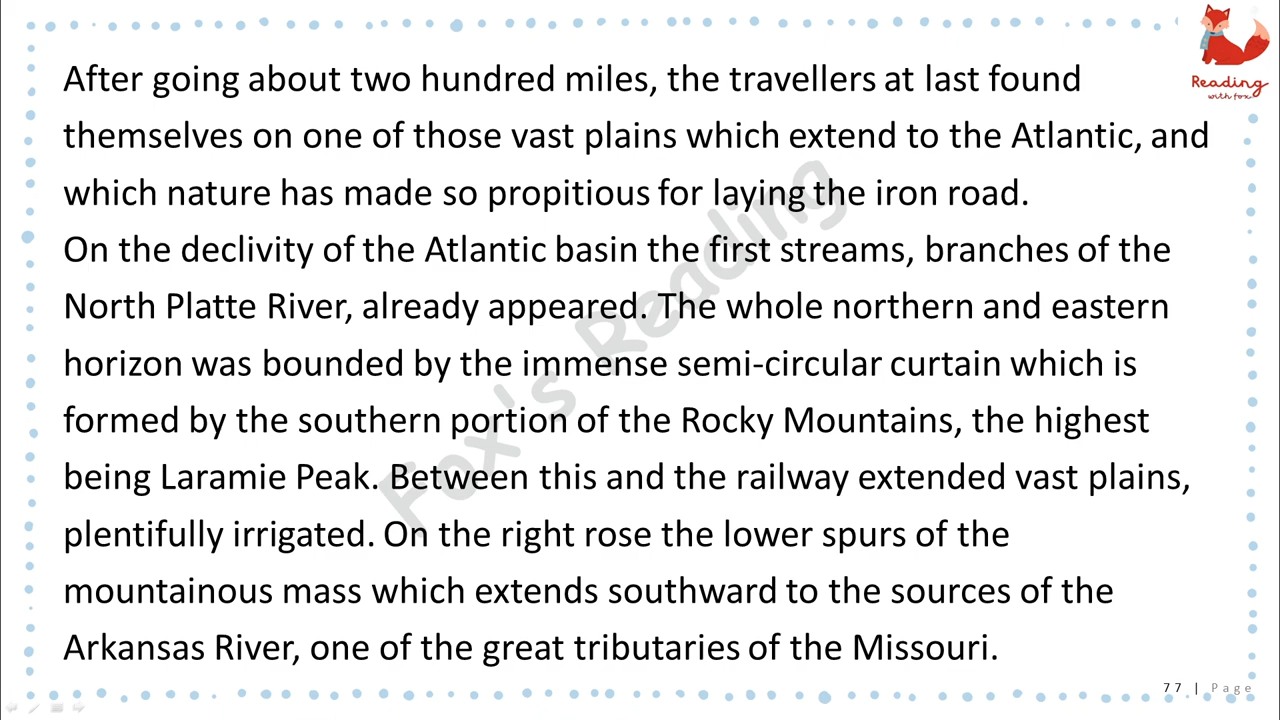 Reading
with fox
After going about two hundred miles, the travellers at last found
themselves on one of those vast plains which extend to the Atlantic, and
which nature has made so propitious for laying the iron road.
On the declivity of the Atlantic basin the first streams, branches of the
North Platte River, already appeared. The whole northern and eastern
horizon was bounded by the immense semi-circular curtain which is
formed by the southern portion of the Rocky Mountains, the highest
being Laramie Peak. Between this and the railway extended vast plains,
plentifully irrigated. On the right rose the lower spurs of the
mountainous mass which extends southward to the sources of the
Arkansas River, one of the great tributaries of the Missouri.
Fox's Reading
77 | Page